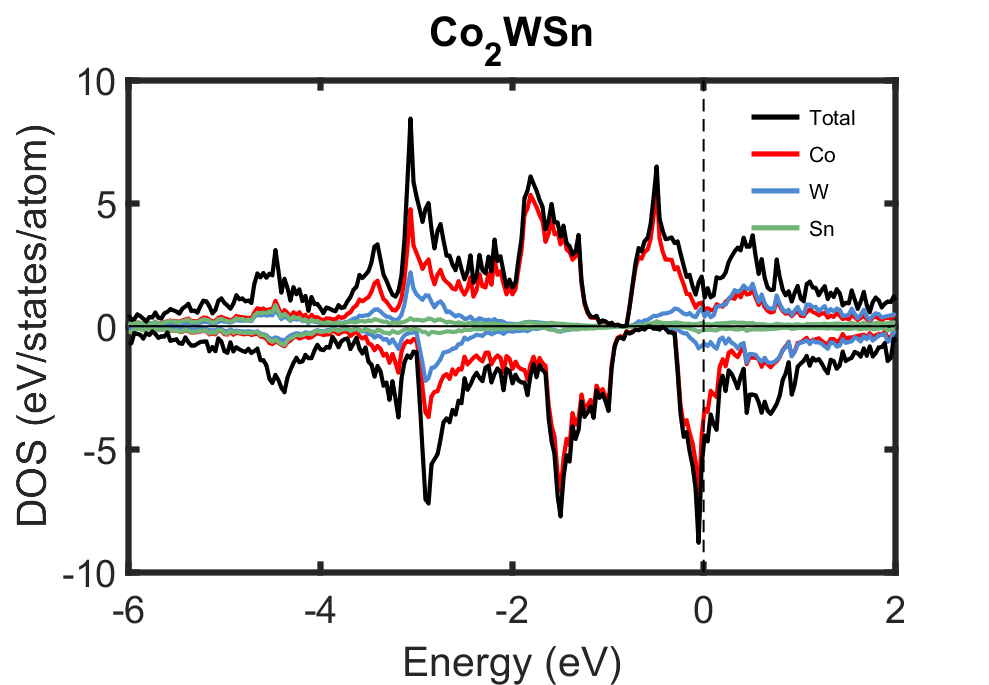 Co₂WSn
10
5
0
-5
-10
DOS (eV/states/atom)
Total
Co
W
Sn
-6 -4 -2 0 2
Energy (eV)